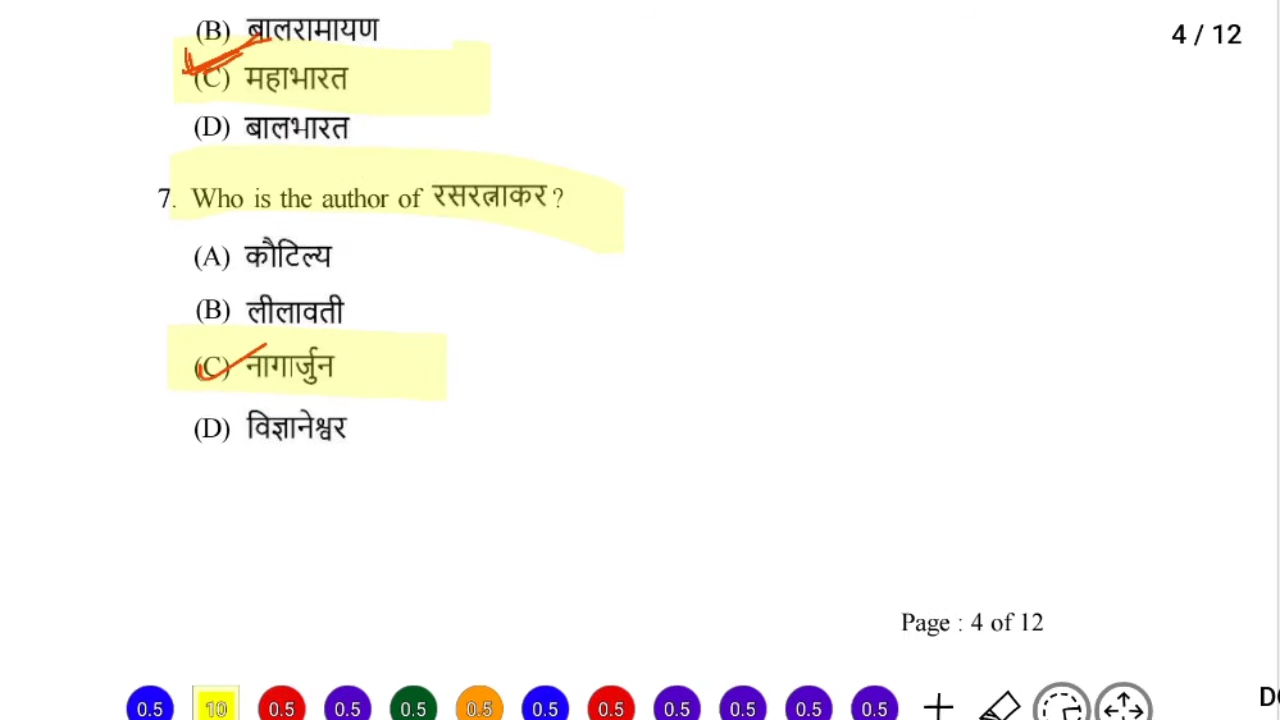 (B) बालरामायण
4 / 12
(C) महाभारत
(D) बालभारत
7. Who is the author of रसरत्नाकर ?
(A) कौटिल्य
(B) लीलावती
(C) नागार्जुन
(D) विज्ञानेश्वर
Page : 4 of 12
0.5 10 0.5 0.5 0.5 0.5 0.5 0.5 0.5 0.5 0.5 0.5